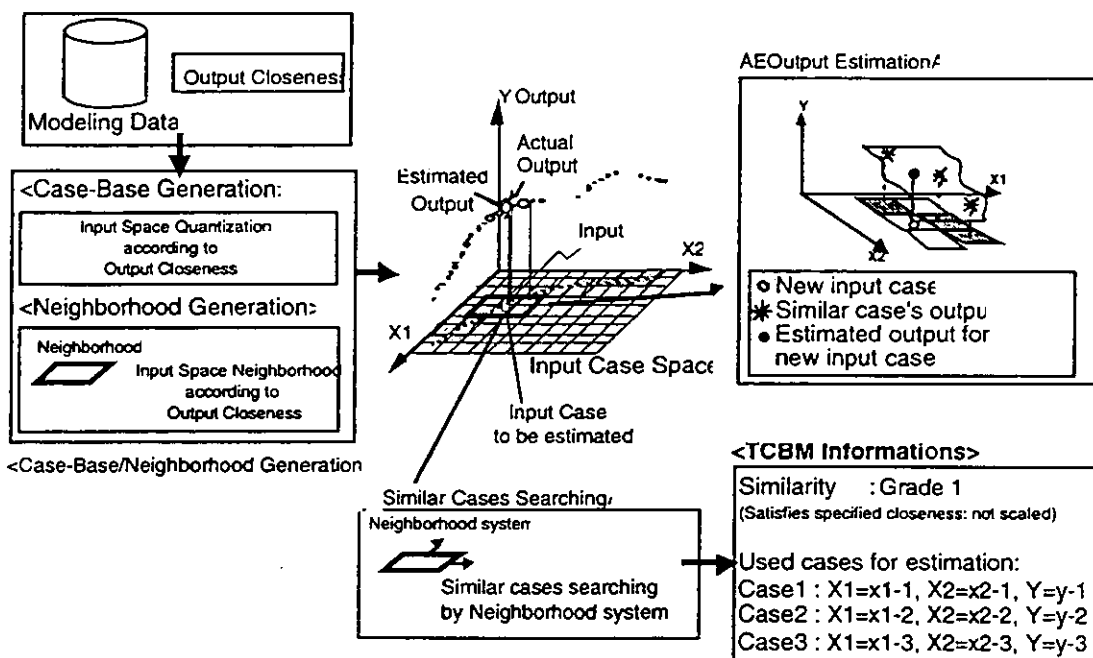 Output Closenes
Modeling Data
<Case-Base Generation:
Input Space Quantization
according to
Output Closeness
<Neighborhood Generation>
Neighborhood
Input Space Neighborhood
according to
Output Closeness
<Case-Base/Neighborhood Generation
Y Output
Actual
Output
Estimated
Output
Input
X2
X1
Input Case Space
Input Case
to be estimated
Similar Cases Searching
Neighborhood system
Similar cases searching
by Neighborhood system
AEOutput Estimation
Y
X1
X2
New input case
Similar case's outpu
Estimated output for
new input case
<TCBM Informations>
Similarity : Grade 1
(Satisfies specified closeness: not scaled)
Used cases for estimation:
Case1 : X1=x1-1, X2=x2-1, Y=y-1
Case2 : X1=x1-2, X2=x2-2, Y=y-2
Case3 : X1=x1-3, X2=x2-3, Y=y-3